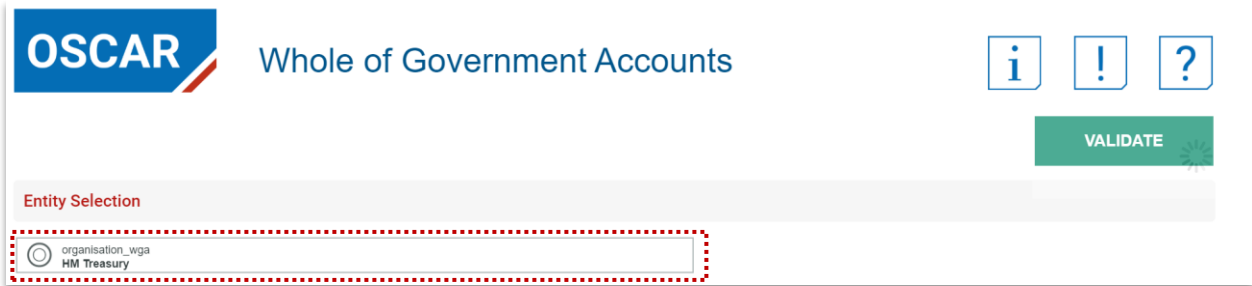 OSCAR
Whole of Government Accounts
i ! ?
VALIDATE
Entity Selection
organisation_wga
HM Treasury